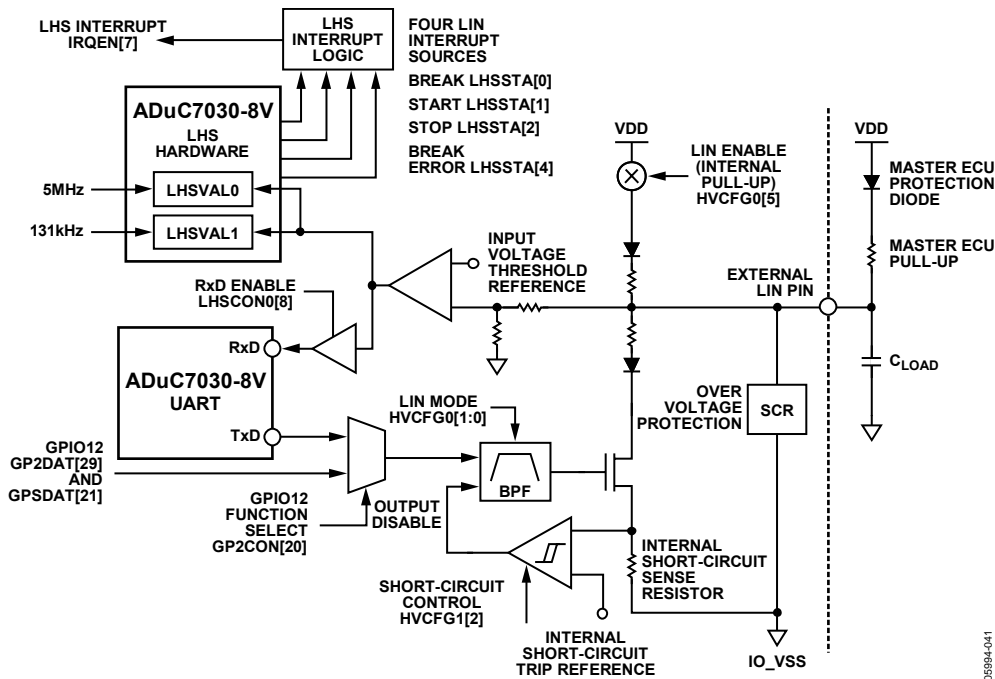 LHS INTERRUPT
IRQEN[7]
LHS
INTERRUPT
LOGIC
FOUR LIN
INTERRUPT
SOURCES
BREAK LHSSTA[0]
START LHSSTA[1]
STOP LHSSTA[2]
BREAK
ERROR LHSSTA[4]
ADuC7030-8V
LHS
HARDWARE
5MHz
LHSVAL0
131kHz
LHSVAL1
VDD
LIN ENABLE
(INTERNAL
PULL-UP)
HVCFG0[5]
VDD
MASTER ECU
PROTECTION
DIODE
MASTER ECU
PULL-UP
INPUT
VOLTAGE
THRESHOLD
REFERENCE
EXTERNAL
LIN PIN
RxD ENABLE
LHSCON0[8]
RxD
ADuC7030-8V
UART
TxD
CLOAD
OVER
VOLTAGE
PROTECTION
SCR
LIN MODE
HVCFG0[1:0]
BPF
GPIO12
GP2DAT[29]
AND
GPSDAT[21]
GPIO12
FUNCTION
SELECT
GP2CON[20]
OUTPUT
DISABLE
SHORT-CIRCUIT
CONTROL
HVCFG1[2]
INTERNAL
SHORT-CIRCUIT
SENSE
RESISTOR
INTERNAL
SHORT-CIRCUIT
TRIP REFERENCE
IO_VSS
05994-041